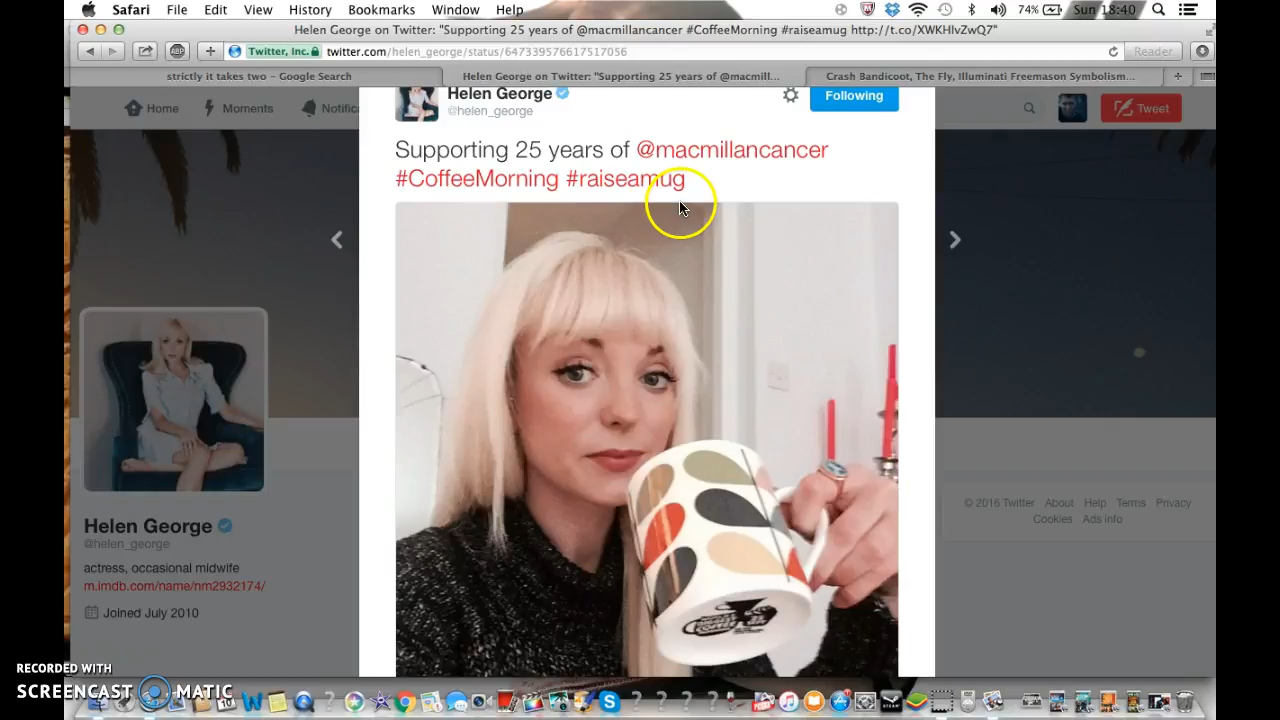 Safari File Edit View History Bookmarks Window Help 74% Sun 18:40
Helen George on Twitter: "Supporting 25 years of @macmillancancer #CoffeeMorning #raiseamug http://t.co/XWKHlvZwQ7"
ABP Twitter, Inc. twitter.com/helen_george/status/647339576617517056 Reader
strictly it takes two – Google Search
Helen George on Twitter: "Supporting 25 years of @macmill...
Crash Bandicoot, The Fly, Illuminati Freemason Symbolism...
Home Moments Notific
Tweet
Helen George
@helen_george
Following
Supporting 25 years of @macmillancancer
#CoffeeMorning #raiseamug
Helen George
@helen_george
actress, occasional midwife
m.imdb.com/name/nm2932174/
Joined July 2010
© 2016 Twitter About Help Terms Privacy
Cookies Ads info
RECORDED WITH
SCREENCAST MATIC